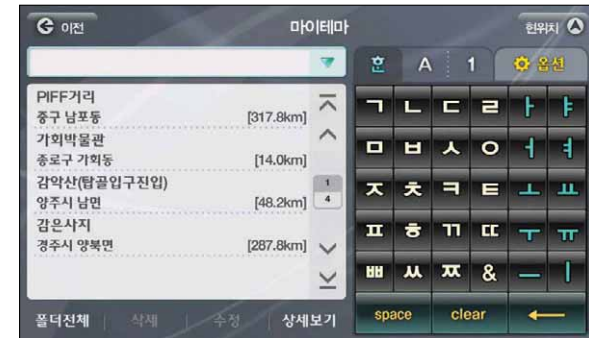 이전
마이테마
현위치
훈
A
1
옵션
PIFF거리
중구 남포동 [317.8km]
가회박물관
종로구 가회동 [14.0km]
감악산(탑골입구진입)
양주시 남면 [48.2km]
감은사지
경주시 양북면 [287.8km]
1
4
ㄱ ㄴ ㄷ ㄹ ㅏ ㅑ
ㅁ ㅂ ㅅ ㅇ ㅓ ㅕ
ㅈ ㅊ ㅋ ㅌ ㅗ ㅛ
ㅍ ㅎ ㄲ ㄸ ㅜ ㅠ
ㅃ ㅆ ㅉ & ㅡ ㅣ
폴더전체 삭제 수정 상세보기
space clear